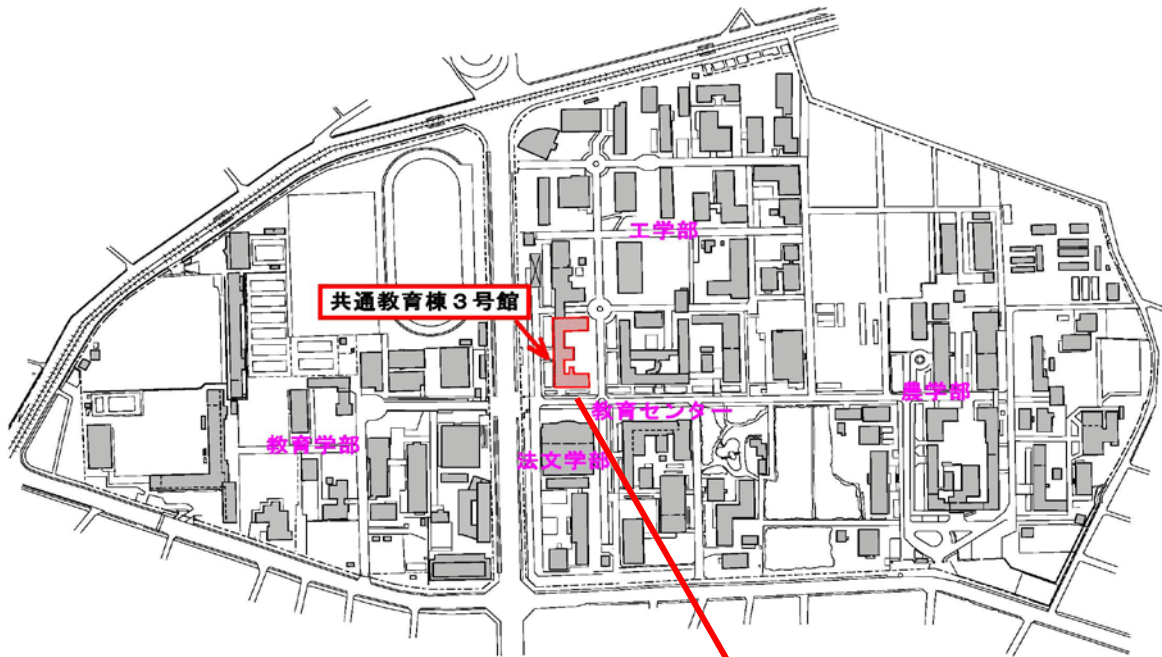 工学部
共通教育棟３号館
農学部
教育センター
教育学部
法文学部